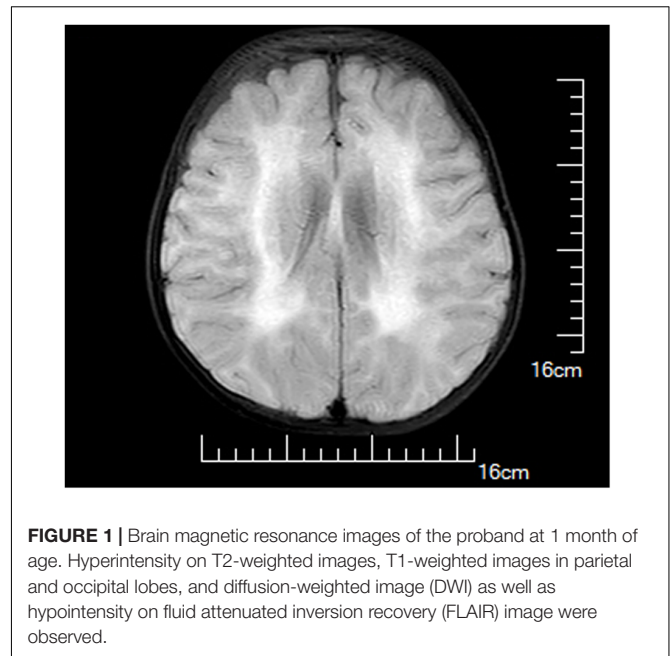 16cm
16cm
FIGURE 1 | Brain magnetic resonance images of the proband at 1 month of
age. Hyperintensity on T2-weighted images, T1-weighted images in parietal
and occipital lobes, and diffusion-weighted image (DWI) as well as
hypointensity on fluid attenuated inversion recovery (FLAIR) image were
observed.